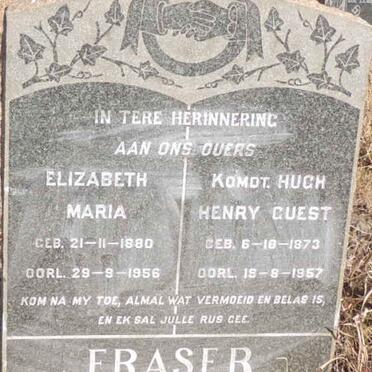 IN TERE HERINNERING
AAN ONS OUERS
ELIZABETH
MARIA
GEB. 21-11-1880
OORL. 29-9-1956
KOMDT. HUGH
HENRY GUEST
GEB. 6-10-1873
OORL. 19-8-1957
KOM NA MY TOE, ALMAL WAT VERMOEID EN BELAS IS,
EN EK SAL JULLE RUS GEE.
FRASER